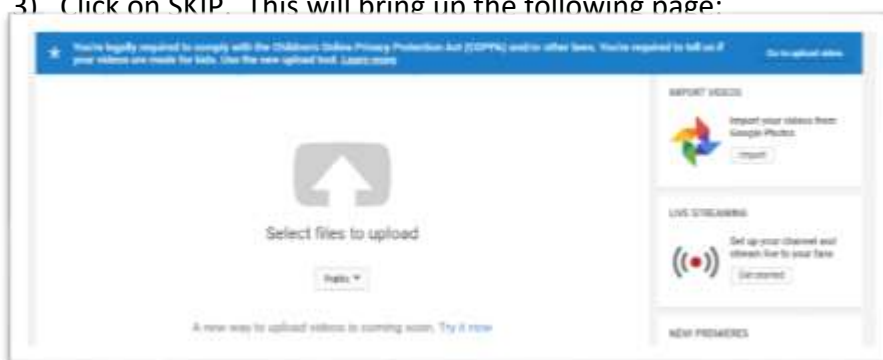 3) Click on SKIP. This will bring up the following page:
You're legally required to comply with the Children's Online Privacy Protection Act (COPPA) and/or other laws. You're required to tell us if
your videos are made for kids. Use the new upload tool. Learn more
Go to upload video
IMPORT VIDEOS
Import your videos from
Google Photos
Import
Select files to upload
Public
LIVE STREAMING
Set up your channel and
stream live to your fans
Get started
A new way to upload videos is coming soon. Try it now
NEW PREMIERES